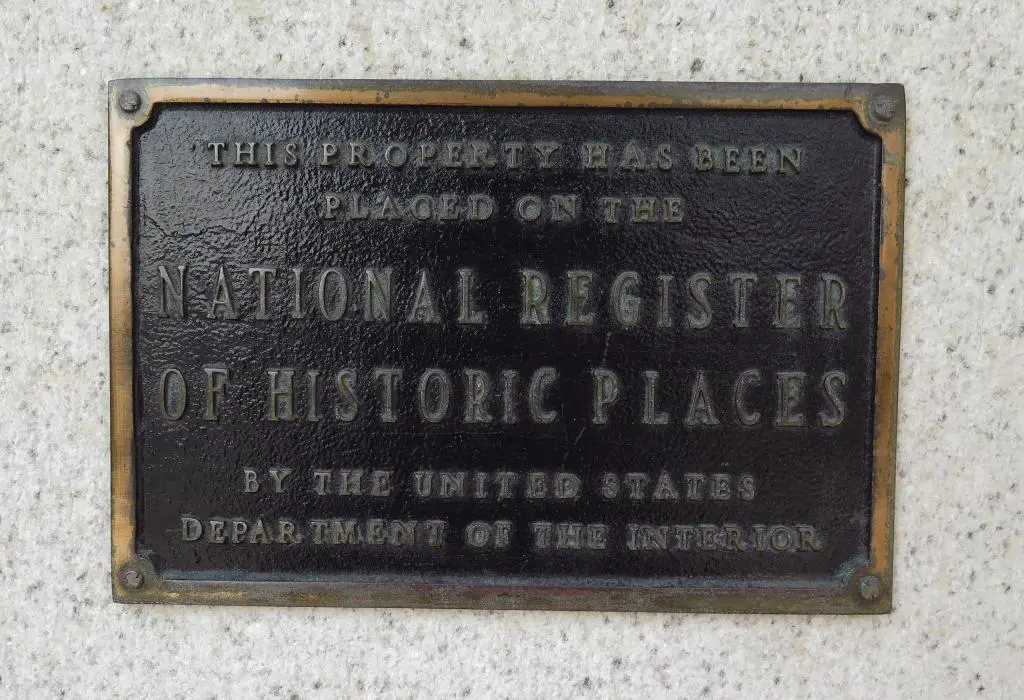 THIS PROPERTY HAS BEEN
PLACED ON THE
NATIONAL REGISTER
OF HISTORIC PLACES
BY THE UNITED STATES
DEPARTMENT OF THE INTERIOR